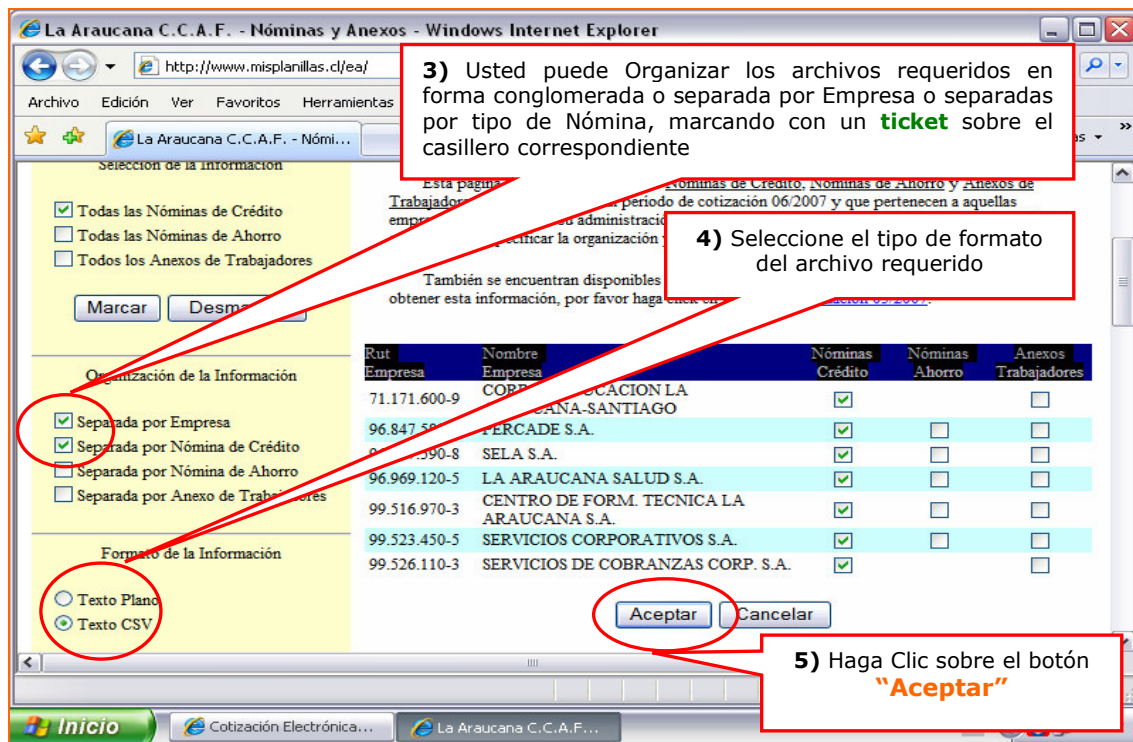 La Araucana C.C.A.F. - Nóminas y Anexos - Windows Internet Explorer
http://www.misplanillas.cl/ea/
Archivo Edición Ver Favoritos Herramientas
La Araucana C.C.A.F. - Nómi...
3) Usted puede Organizar los archivos requeridos en
forma conglomerada o separada por Empresa o separadas
por tipo de Nómina, marcando con un ticket sobre el
casillero correspondiente
Selección de la Información
Todas las Nóminas de Crédito
Todas las Nóminas de Ahorro
Todos los Anexos de Trabajadores
Marcar
Organización de la Información
Separada por Empresa
Separada por Nómina de Crédito
Separada por Nómina de Ahorro
Separada por Anexo de
Formato de la Información
Texto Plano
Texto CSV
Esta Nóminas de Crédito, Nóminas de Ahorro y Anexos de
periodo de cotización 06/2007 y que pertenecen a aquellas
la organización
4) Seleccione el tipo de formato
del archivo requerido
También se encuentran disponibles
obtener esta información, por favor haga
Rut Empresa Nombre Empresa Nóminas Crédito Nóminas Ahorro Anexos Trabajadores
71.171.600-9 LA
SANTIAGO
PERCADE S.A.
SELA S.A.
96.969.120-5 LA ARAUCANA SALUD S.A.
99.516.970-3 CENTRO DE FORM. TECNICA LA
ARAUCANA S.A.
99.523.450-5 SERVICIOS CORPORATIVOS S.A.
99.526.110-3 SERVICIOS DE COBRANZAS CORP. S.A.
Aceptar Cancelar
5) Haga Clic sobre el botón
“Aceptar”
Inicio Cotización Electrónica... La Araucana C.C.A.F...